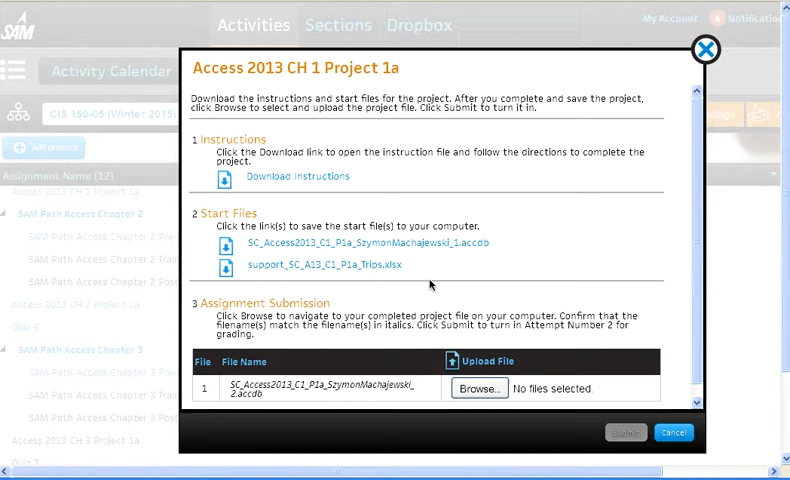 SAM
Activities Sections Dropbox
My Account
Notification
Activity Calendar
CIS 150-05 (Winter 2015)
Add product
Assignment Name (12)
Access 2013 CH 1 Project 1a
SAM Path Access Chapter 2
SAM Path Access Chapter 2 Pre-
SAM Path Access Chapter 2 Train
SAM Path Access Chapter 2 Post
Access 2013 CH 2 Project 1a
Quiz 6
SAM Path Access Chapter 3
SAM Path Access Chapter 3 Pre-
SAM Path Access Chapter 3 Train
SAM Path Access Chapter 3 Post
Access 2013 CH 3 Project 1a
Quiz 7
Access 2013 CH 1 Project 1a
Download the instructions and start files for the project. After you complete and save the project,
click Browse to select and upload the project file. Click Submit to turn it in.
1 Instructions
Click the Download link to open the instruction file and follow the directions to complete the
project.
Download Instructions
2 Start Files
Click the link(s) to save the start file(s) to your computer.
SC_Access2013_C1_P1a_SzymonMachajewski_1.accdb
support_SC_A13_C1_P1a_Trips.xlsx
3 Assignment Submission
Click Browse to navigate to your completed project file on your computer. Confirm that the
filename(s) match the filename(s) in italics. Click Submit to turn in Attempt Number 2 for
grading.
File File Name Upload File
1 SC_Access2013_C1_P1a_SzymonMachajewski_
2.accdb
Browse... No files selected.
Submit Cancel